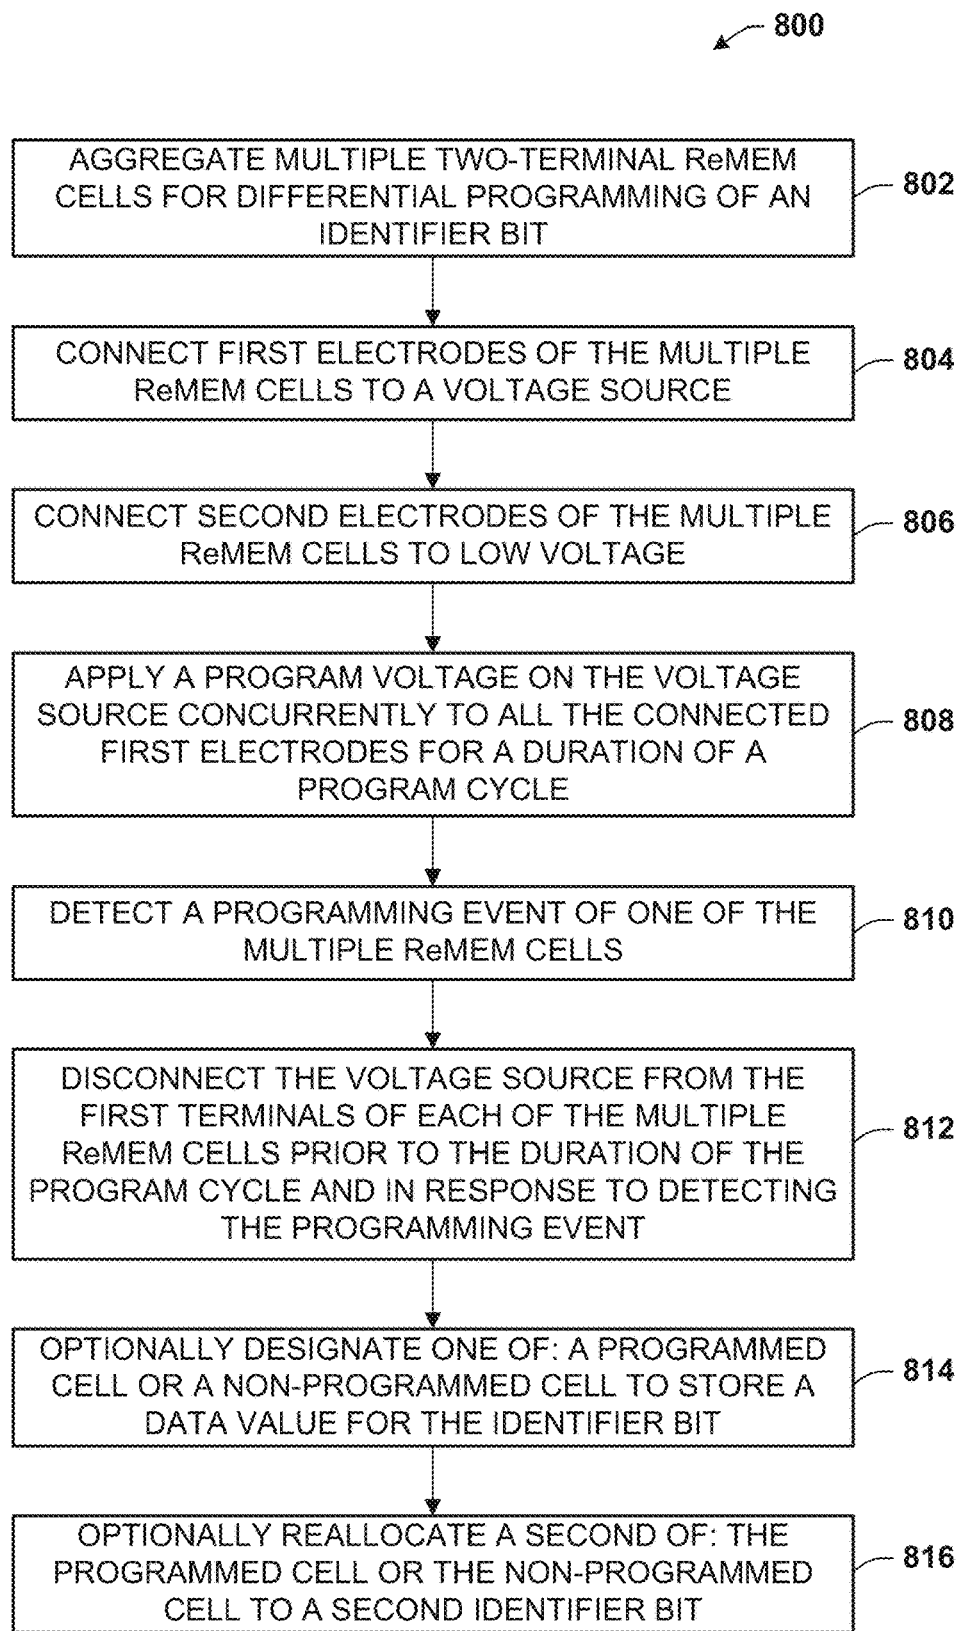 800
AGGREGATE MULTIPLE TWO-TERMINAL ReMEM
CELLS FOR DIFFERENTIAL PROGRAMMING OF AN
IDENTIFIER BIT
802
CONNECT FIRST ELECTRODES OF THE MULTIPLE
ReMEM CELLS TO A VOLTAGE SOURCE
804
CONNECT SECOND ELECTRODES OF THE MULTIPLE
ReMEM CELLS TO LOW VOLTAGE
806
APPLY A PROGRAM VOLTAGE ON THE VOLTAGE
SOURCE CONCURRENTLY TO ALL THE CONNECTED
FIRST ELECTRODES FOR A DURATION OF A
PROGRAM CYCLE
808
DETECT A PROGRAMMING EVENT OF ONE OF THE
MULTIPLE ReMEM CELLS
810
DISCONNECT THE VOLTAGE SOURCE FROM THE
FIRST TERMINALS OF EACH OF THE MULTIPLE
ReMEM CELLS PRIOR TO THE DURATION OF THE
PROGRAM CYCLE AND IN RESPONSE TO DETECTING
THE PROGRAMMING EVENT
812
OPTIONALLY DESIGNATE ONE OF: A PROGRAMMED
CELL OR A NON-PROGRAMMED CELL TO STORE A
DATA VALUE FOR THE IDENTIFIER BIT
814
OPTIONALLY REALLOCATE A SECOND OF: THE
PROGRAMMED CELL OR THE NON-PROGRAMMED
CELL TO A SECOND IDENTIFIER BIT
816